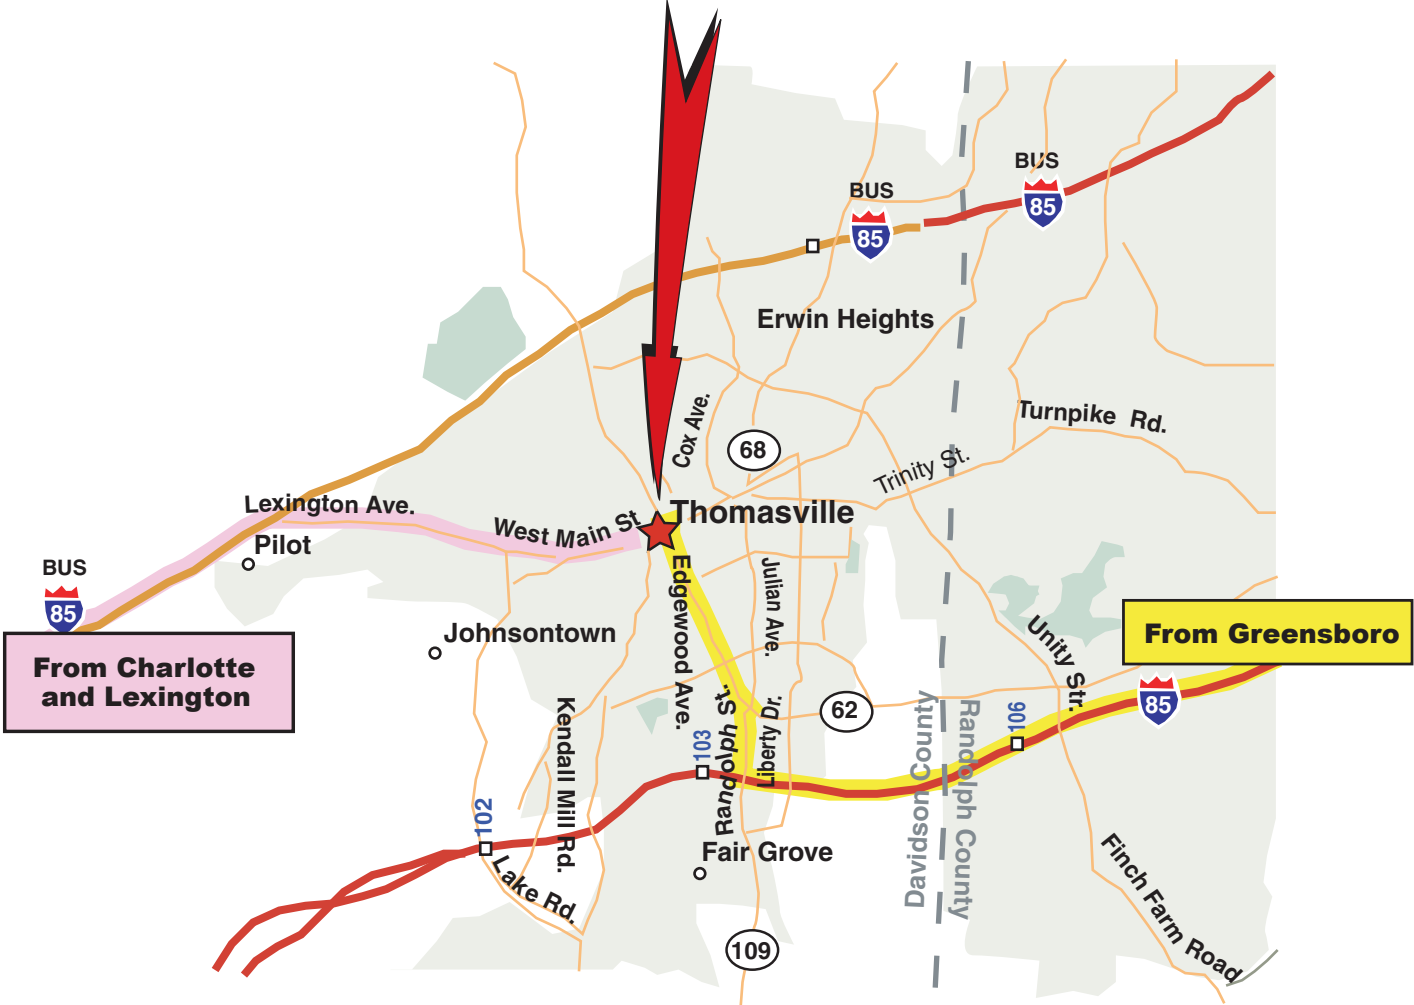 BUS
85
BUS
85
Erwin Heights
Cox Ave.
68
Turnpike Rd.
Trinity St.
Lexington Ave.
West Main St
Thomasville
Pilot
BUS
85
From Charlotte
and Lexington
Johnsontown
Edgewood Ave.
Julian Ave.
Unity Str.
From Greensboro
85
62
Randolph St.
Liberty Dr.
103
106
Davidson County
Randolph County
Kendall Mill Rd.
102
Lake Rd.
Fair Grove
109
Finch Farm Road